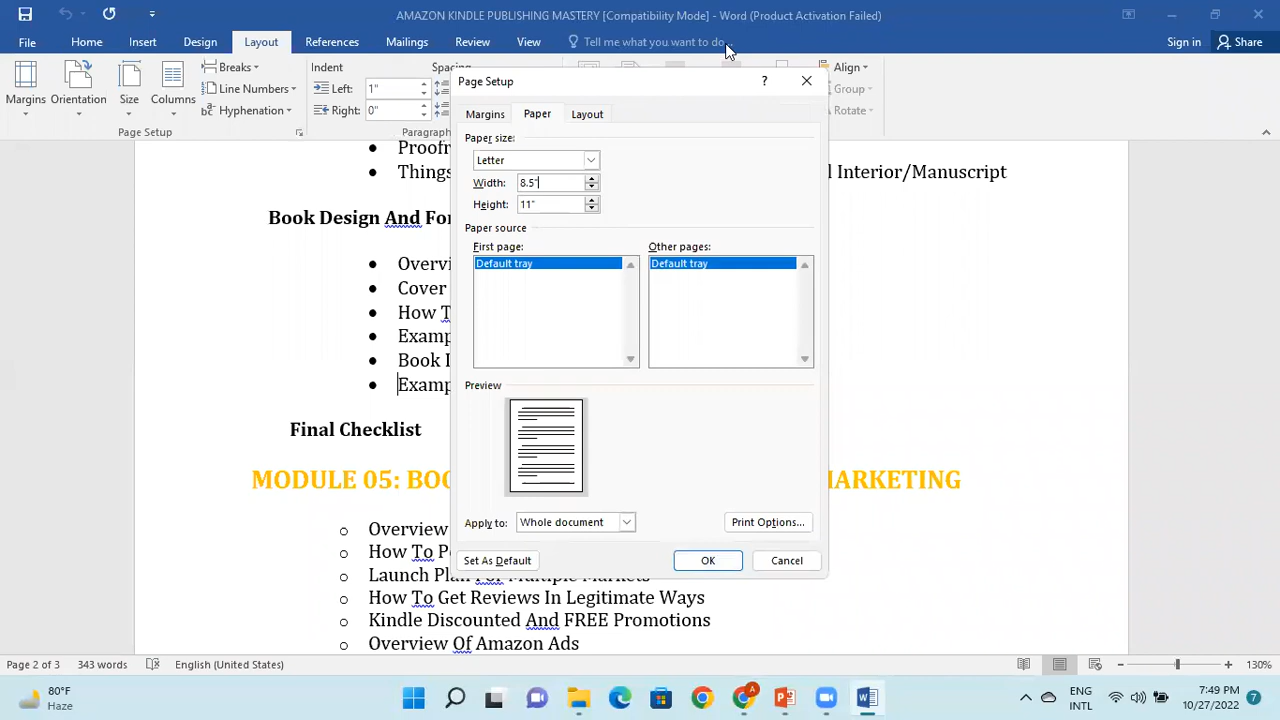 AMAZON KINDLE PUBLISHING MASTERY [Compatibility Mode] - Word (Product Activation Failed)
File Home Insert Design Layout References Mailings Review View Tell me what you want to do... Sign in Share
Margins Orientation Size Columns
Breaks
Line Numbers
Hyphenation
Page Setup
Indent
Left: 1"
Right: 0"
Spacing
Paragr
Align
Group
Rotate
Page Setup
Margins Paper Layout
Paper size:
Letter
Width: 8.5"
Height: 11"
Paper source
First page: Other pages:
Default tray Default tray
Preview
Apply to: Whole document Print Options...
Set As Default OK Cancel
Proofr
Things l Interior/Manuscript
Book Design And For
Overvi
Cover
How T
Examp
Book I
Examp
Final Checklist
MODULE 05: BOO ARKETING
Overview
How To Po
Launch Plan For Multiple Markets
How To Get Reviews In Legitimate Ways
Kindle Discounted And FREE Promotions
Overview Of Amazon Ads
Page 2 of 3 343 words English (United States) 130%
80°F
Haze
ENG
INTL
7:49 PM
10/27/2022
7